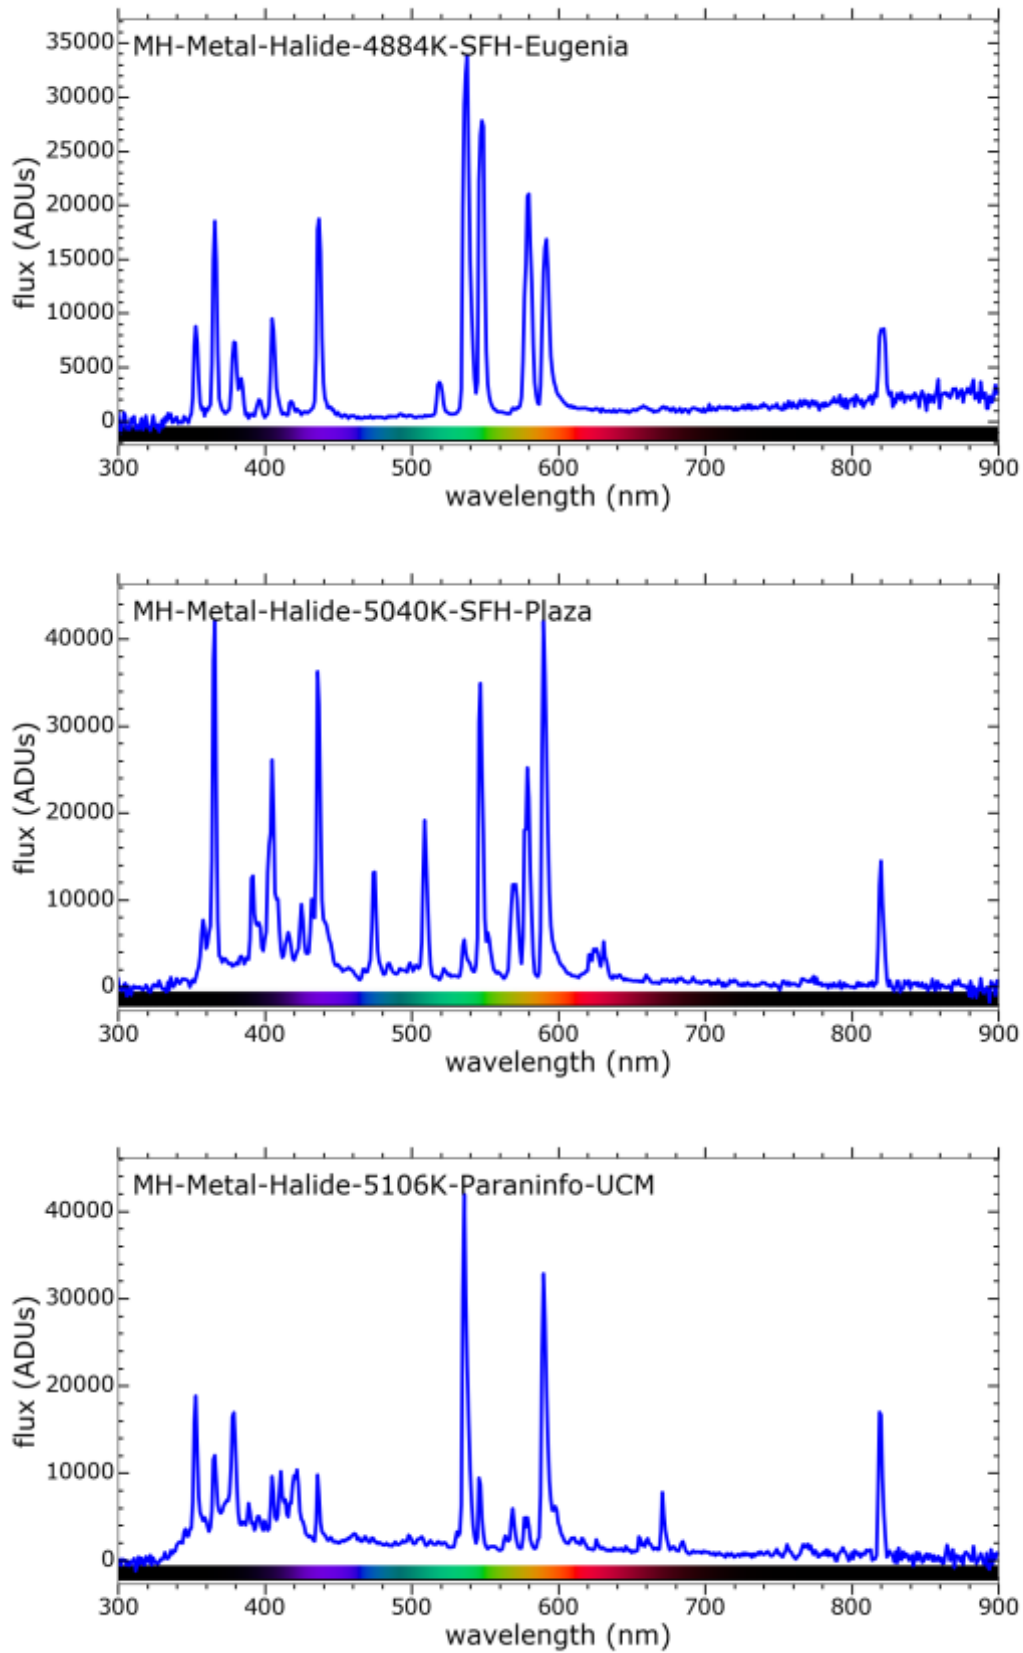 MH-Metal-Halide-4884K-SFH-Eugenia
35000
30000
25000
20000
15000
10000
5000
0
flux (ADUs)
300 400 500 600 700 800 900
wavelength (nm)
MH-Metal-Halide-5040K-SFH-Plaza
40000
30000
20000
10000
0
flux (ADUs)
300 400 500 600 700 800 900
wavelength (nm)
MH-Metal-Halide-5106K-Paraninfo-UCM
40000
30000
20000
10000
0
flux (ADUs)
300 400 500 600 700 800 900
wavelength (nm)